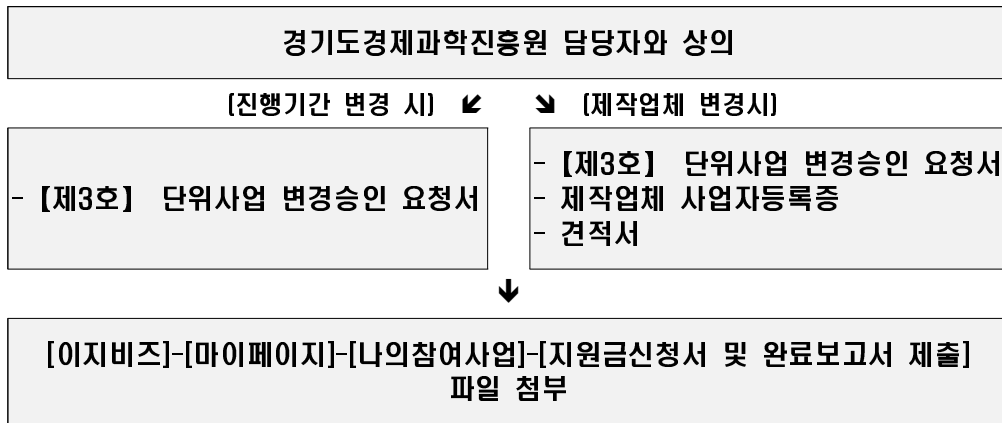 경기도경제과학진흥원 담당자와 상의
(진행기간 변경 시) 🡿 🡾 (제작업체 변경시)
- 【제3호】 단위사업 변경승인 요청서
- 【제3호】 단위사업 변경승인 요청서
- 제작업체 사업자등록증
- 견적서
🡻
[이지비즈]-[마이페이지]-[나의참여사업]-[지원금신청서 및 완료보고서 제출]
파일 첨부